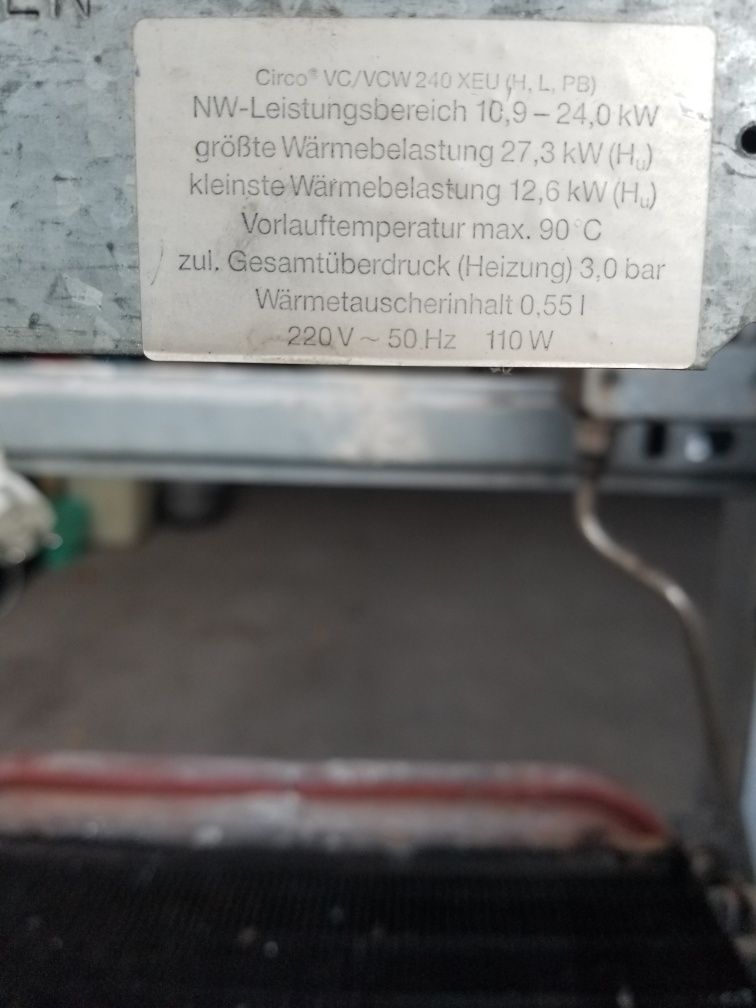 Circo® VC/VCW 240 XEU (H, L, PB)
NW-Leistungsbereich 10,9 – 24,0 kW
größte Wärmebelastung 27,3 kW (Hu)
kleinste Wärmebelastung 12,6 kW (Hu)
Vorlauftemperatur max. 90 °C
zul. Gesamtüberdruck (Heizung) 3,0 bar
Wärmetauscherinhalt 0,55 l
220 V ~ 50 Hz 110 W